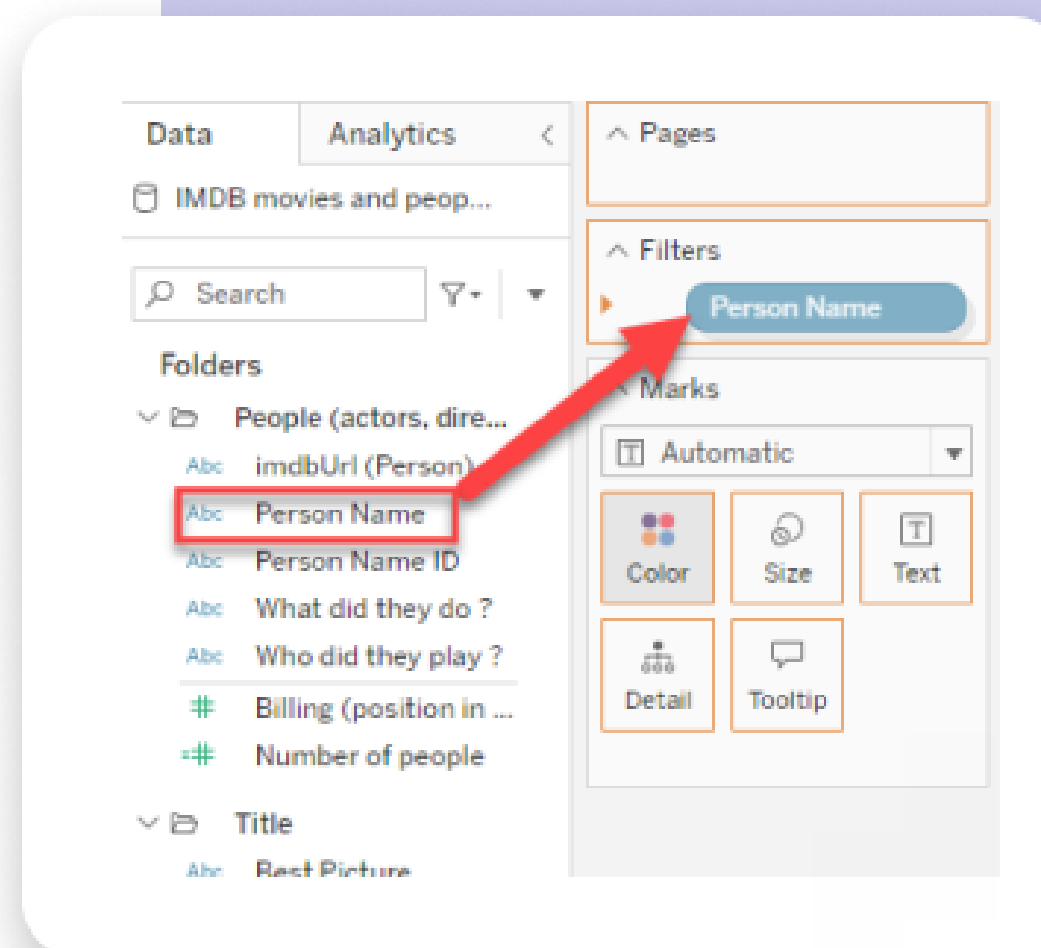 Data
Analytics
IMDB movies and peop...
Search
Folders
People (actors, dire...
Abc imdbUrl (Person)
Abc Person Name
Abc Person Name ID
Abc What did they do ?
Abc Who did they play ?
Billing (position in ...
Number of people
Title
Abc Best Picture
Pages
Filters
Person Name
Marks
T Automatic
Color
Size
T
Text
Detail
Tooltip